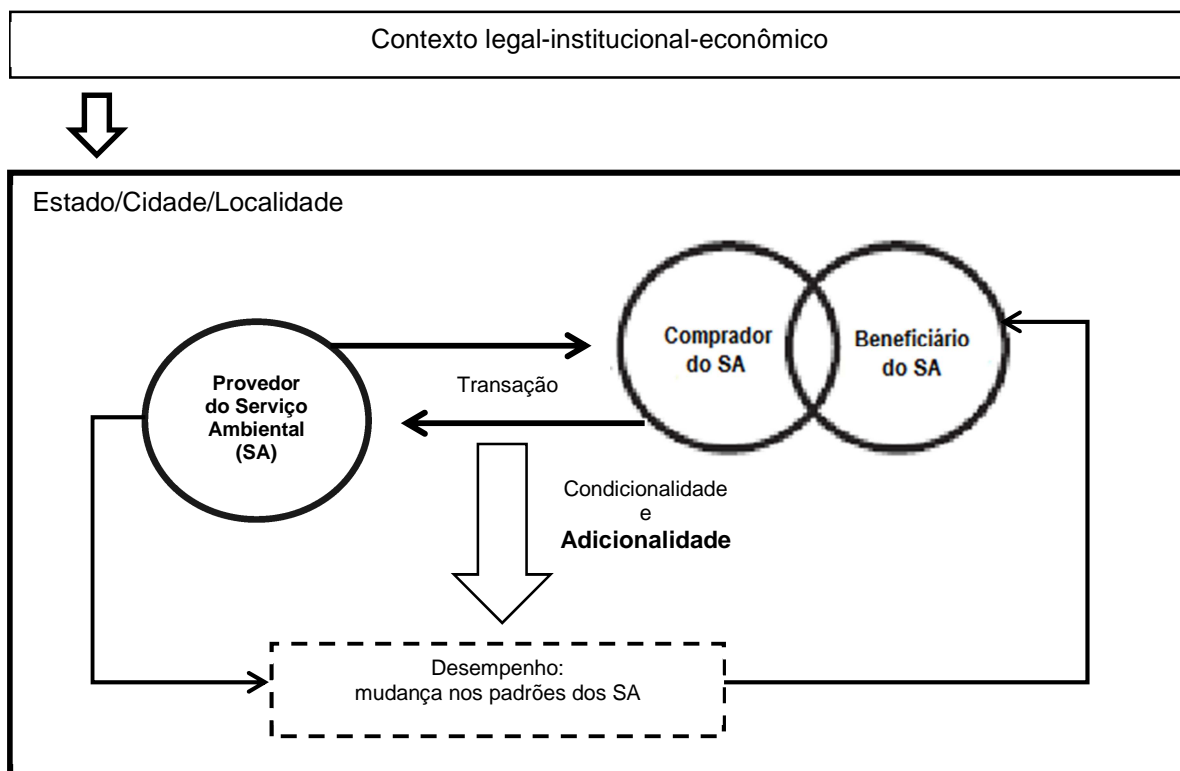 Contexto legal-institucional-econômico
Estado/Cidade/Localidade
Provedor
do Serviço
Ambiental
(SA)
Transação
Comprador
do SA
Beneficiário
do SA
Condicionalidade
e
Adicionalidade
Desempenho:
mudança nos padrões dos SA